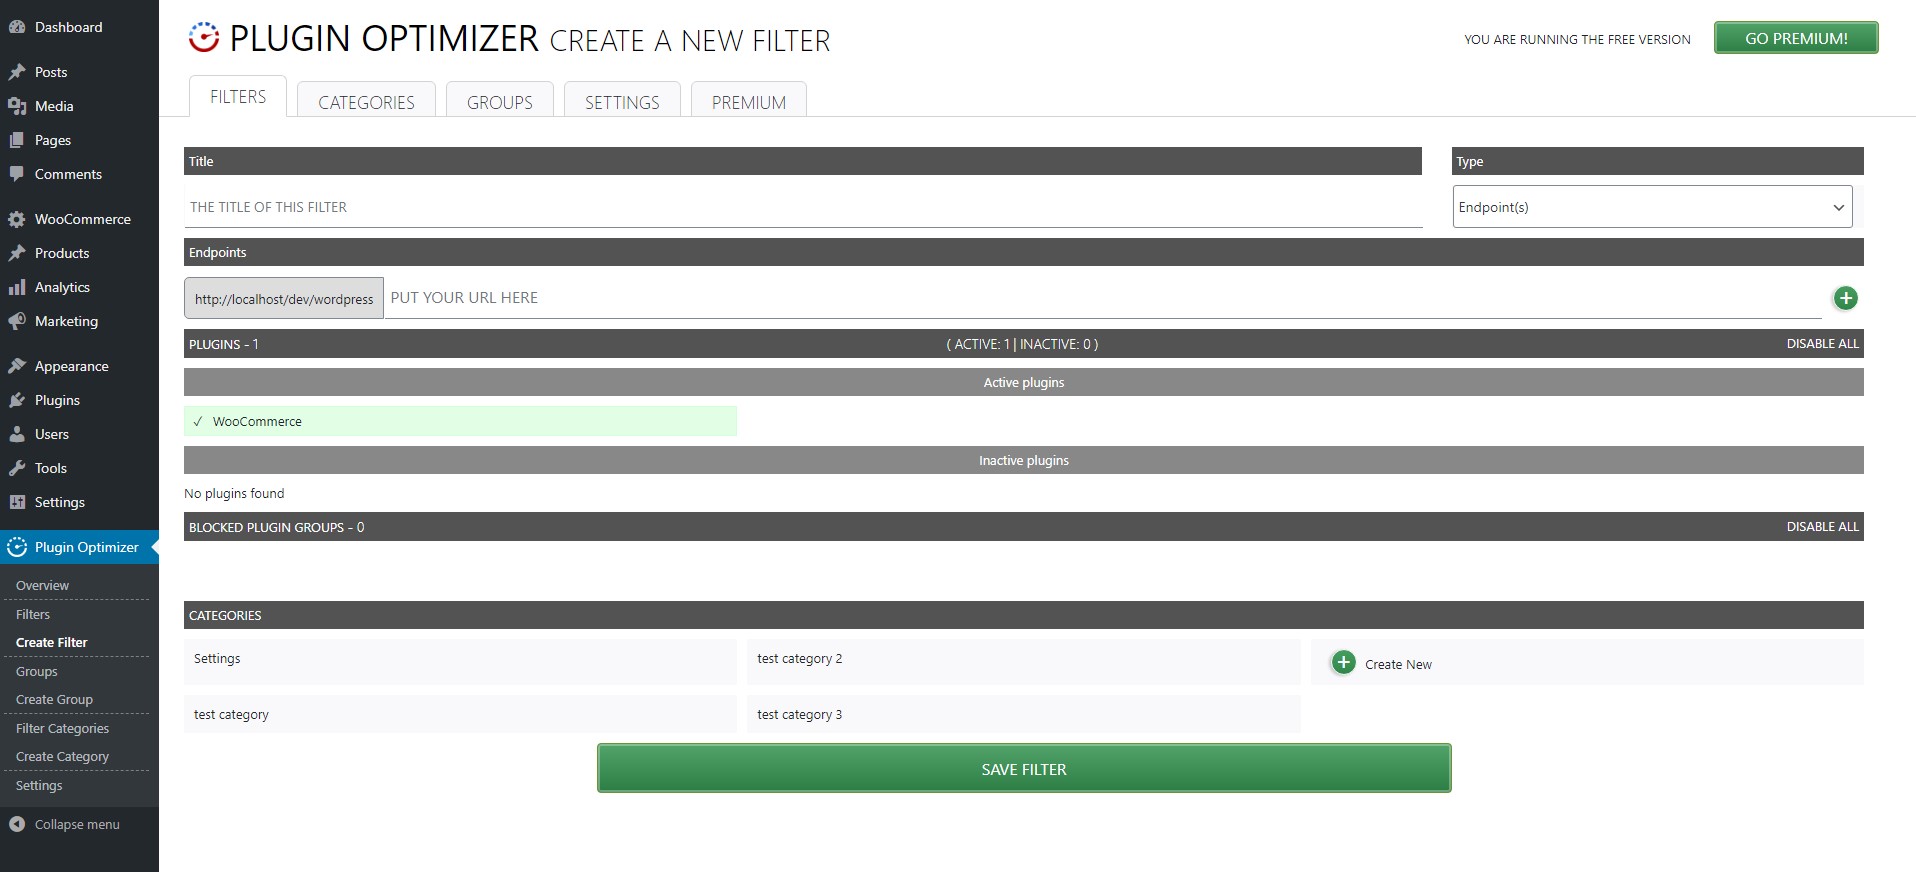 Dashboard
Posts
Media
Pages
Comments
WooCommerce
Products
Analytics
Marketing
Appearance
Plugins
Users
Tools
Settings
Plugin Optimizer
Overview
Filters
Create Filter
Groups
Create Group
Filter Categories
Create Category
Settings
Collapse menu
PLUGIN OPTIMIZER CREATE A NEW FILTER
YOU ARE RUNNING THE FREE VERSION
GO PREMIUM!
FILTERS
CATEGORIES
GROUPS
SETTINGS
PREMIUM
Title
Type
THE TITLE OF THIS FILTER
Endpoint(s)
Endpoints
http://localhost/dev/wordpress
PUT YOUR URL HERE
PLUGINS - 1
( ACTIVE: 1 | INACTIVE: 0 )
DISABLE ALL
Active plugins
✓ WooCommerce
Inactive plugins
No plugins found
BLOCKED PLUGIN GROUPS - 0
DISABLE ALL
CATEGORIES
Settings
test category 2
Create New
test category
test category 3
SAVE FILTER